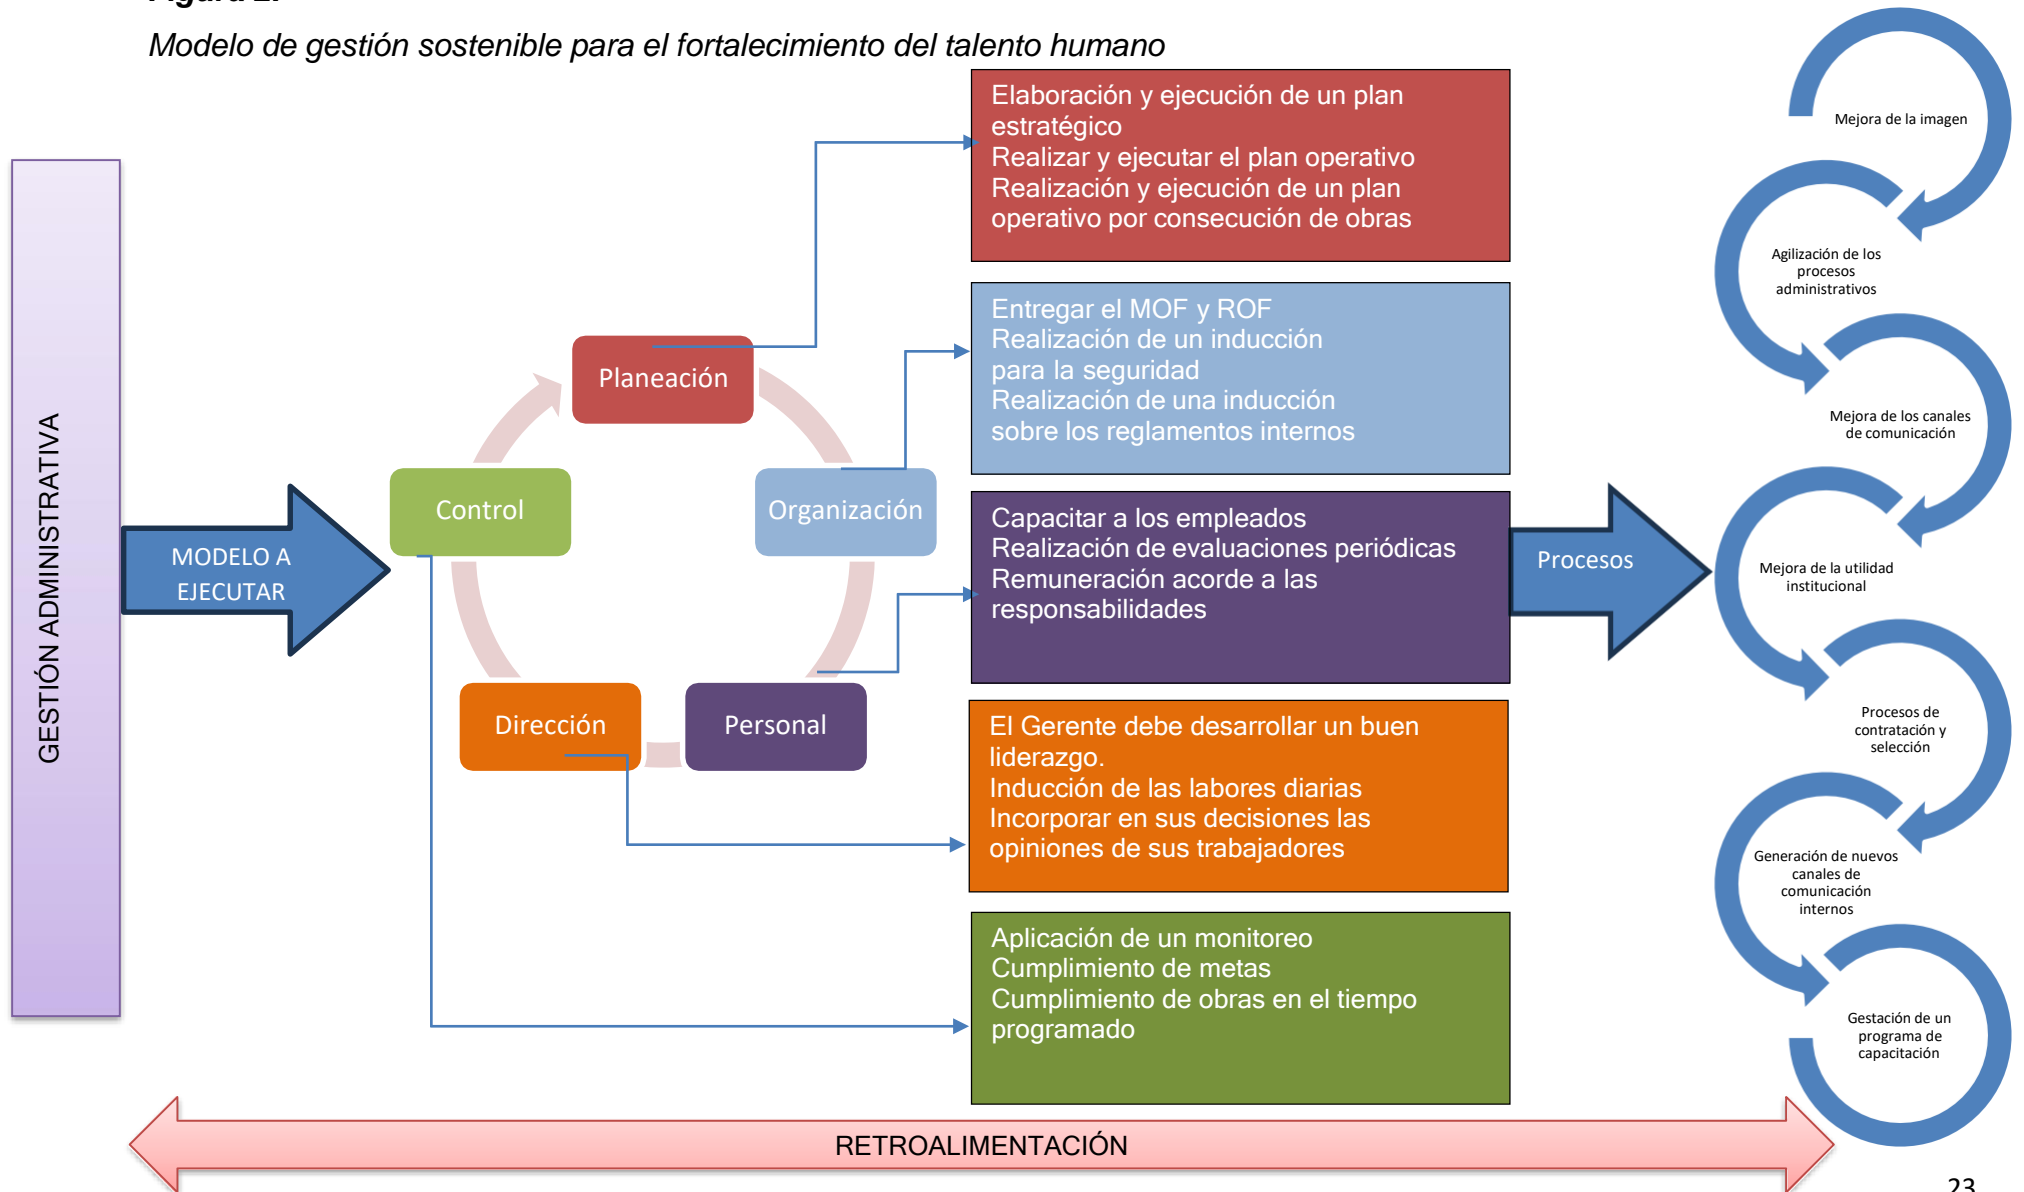 Figura 2.
Modelo de gestión sostenible para el fortalecimiento del talento humano
GESTIÓN ADMINISTRATIVA
MODELO A
EJECUTAR
Planeación
Organización
Personal
Dirección
Control
Elaboración y ejecución de un plan
estratégico
Realizar y ejecutar el plan operativo
Realización y ejecución de un plan
operativo por consecución de obras
Entregar el MOF y ROF
Realización de un inducción
para la seguridad
Realización de una inducción
sobre los reglamentos internos
Capacitar a los empleados
Realización de evaluaciones periódicas
Remuneración acorde a las
responsabilidades
El Gerente debe desarrollar un buen
liderazgo.
Inducción de las labores diarias
Incorporar en sus decisiones las
opiniones de sus trabajadores
Aplicación de un monitoreo
Cumplimiento de metas
Cumplimiento de obras en el tiempo
programado
Procesos
Mejora de la imagen
Agilización de los
procesos
administrativos
Mejora de los canales
de comunicación
Mejora de la utilidad
institucional
Procesos de
contratación y
selección
Generación de nuevos
canales de
comunicación
internos
Gestación de un
programa de
capacitación
RETROALIMENTACIÓN
23